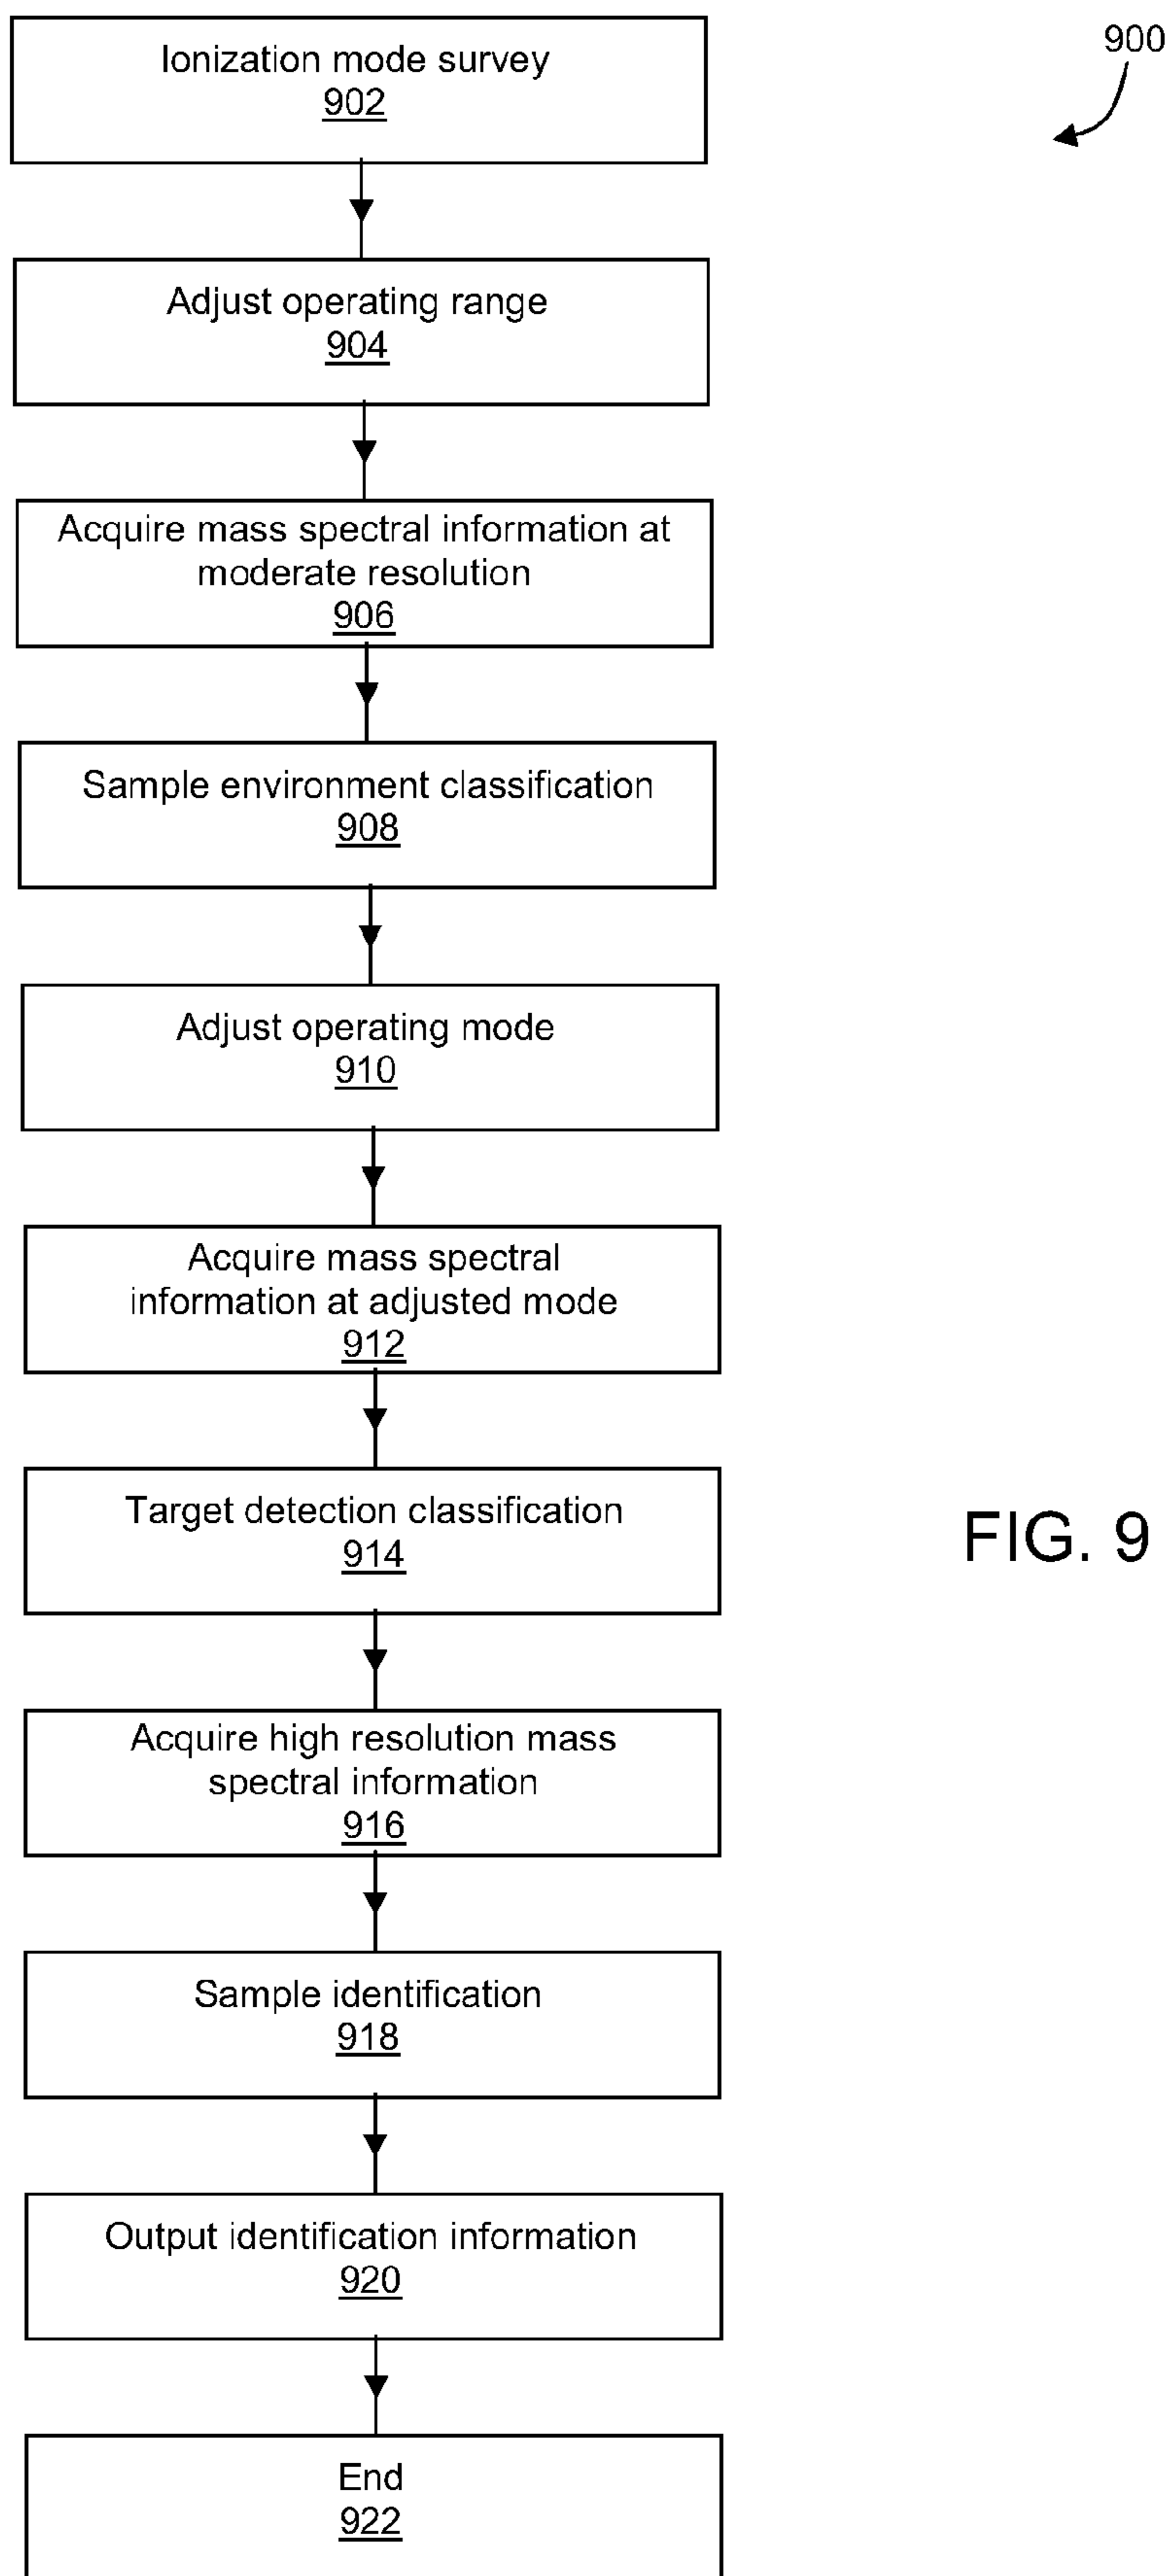 900
Ionization mode survey
902
Adjust operating range
904
Acquire mass spectral information at
moderate resolution
906
Sample environment classification
908
Adjust operating mode
910
Acquire mass spectral
information at adjusted mode
912
Target detection classification
914
FIG. 9
Acquire high resolution mass
spectral information
916
Sample identification
918
Output identification information
920
End
922